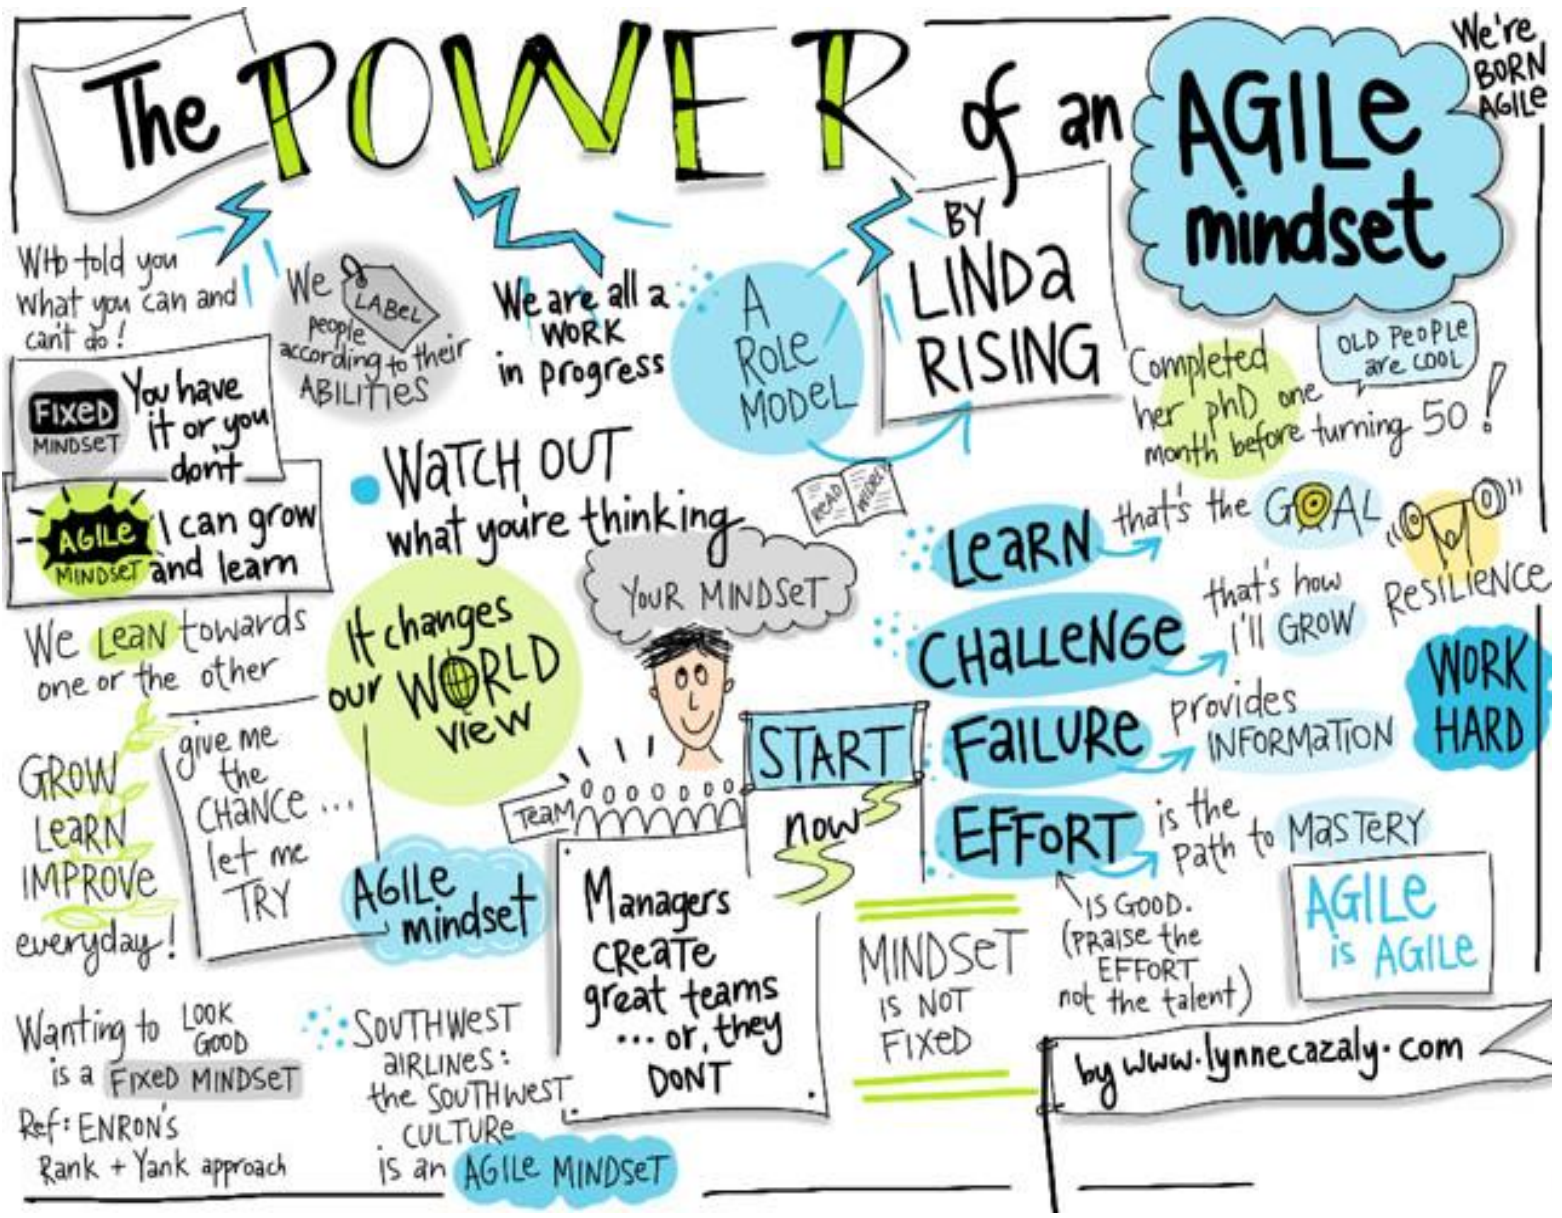 The POWER of an
AGILE
mindset
We're
BORN
AGILE
BY
LINDA
RISING
Who told you
what you can and
can't do!
We LABEL
people
according to their
ABILITIES
We are all a
WORK
in progress
A
ROLE
MODEL
OLD PEOPLE
are COOL
Completed
her phD one
month before turning 50!
FIXED
MINDSET
You have
it or you
don't
AGILE
MINDSET
I can grow
and learn
WATCH OUT
what you're thinking
READ
MORE
YOUR MINDSET
It changes
our WORLD
view
We LEAN towards
one or the other
GROW
LEARN
IMPROVE
everyday!
give me
the
CHANCE ...
let me
TRY
AGILE
mindset
TEAM
START
now
LEARN that's the GOAL
RESILIENCE
CHALLENGE that's how
I'll GROW
FAILURE provides
INFORMATION
WORK
HARD
EFFORT is the
path to MASTERY
IS GOOD.
(PRAISE the
EFFORT
not the talent)
AGILE
is AGILE
Managers
CREATE
great teams
... or, they
DONT
MINDSET
IS NOT
FIXED
Wanting to LOOK
GOOD
is a FIXED MINDSET
Ref: ENRON'S
Rank + Yank approach
SOUTHWEST
AIRLINES:
the SOUTHWEST
CULTURE
is an AGILE MINDSET
by www.lynnecazaly.com